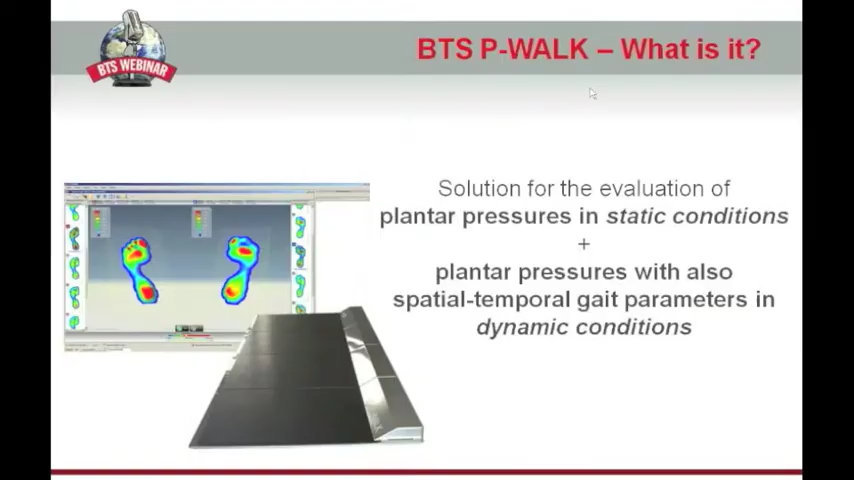 BTS P-WALK – What is it?
BTS WEBINAR
Solution for the evaluation of
plantar pressures in static conditions
+
plantar pressures with also
spatial-temporal gait parameters in
dynamic conditions